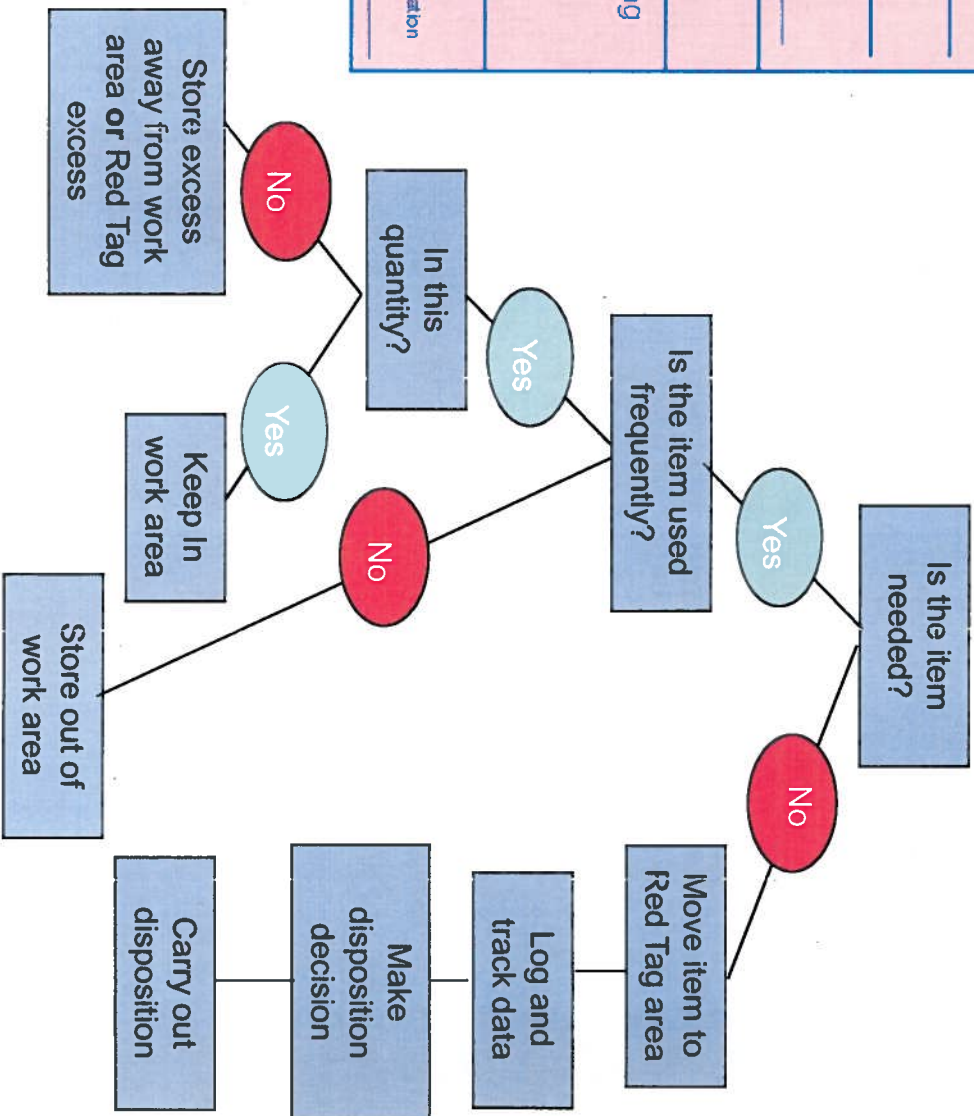 Is the item
needed?
Yes
No
Is the item used
frequently?
Move item to
Red Tag area
Yes
No
Log and
track data
In this
quantity?
Make
disposition
decision
No
Yes
Store excess
away from work
area or Red Tag
excess
Keep In
work area
Store out of
work area
Carry out
disposition